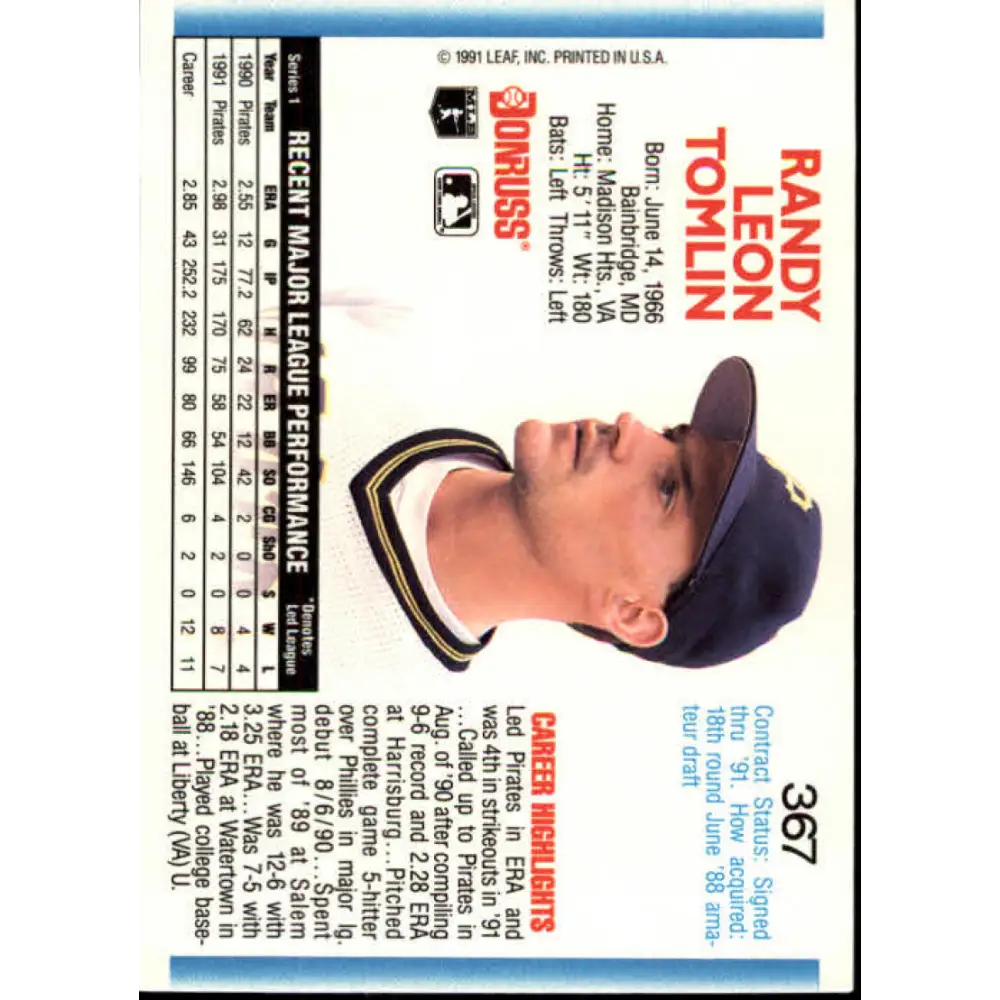 RANDY
LEON
TOMLIN
Born: June 14, 1966
Bainbridge, MD
Home: Madison Hts., VA
Ht: 5' 11" Wt: 180
Bats: Left Throws: Left
DONRUSS®
MLB
© 1991 LEAF, INC. PRINTED IN U.S.A.
367
Contract Status: Signed
thru '91. How acquired:
18th round June '88 ama-
teur draft
CAREER HIGHLIGHTS
Led Pirates in ERA and
was 4th in strikeouts in '91
...Called up to Pirates in
Aug. of '90 after compiling
9-6 record and 2.28 ERA
at Harrisburg...Pitched
complete game 5-hitter
over Phillies in major lg.
debut 8/6/90...Spent
most of '89 at Salem
where he was 12-6 with
3.25 ERA...Was 7-5 with
2.18 ERA at Watertown in
'88...Played college base-
ball at Liberty (VA) U.
Series 1 RECENT MAJOR LEAGUE PERFORMANCE *Denotes
Led League
Year Team ERA G IP H R ER BB SO CG ShO S W L
1990 Pirates 2.55 12 77.2 62 24 22 12 42 2 0 0 4 4
1991 Pirates 2.98 31 175 170 75 58 54 104 4 2 0 8 7
Career 2.85 43 252.2 232 99 80 66 146 6 2 0 12 11